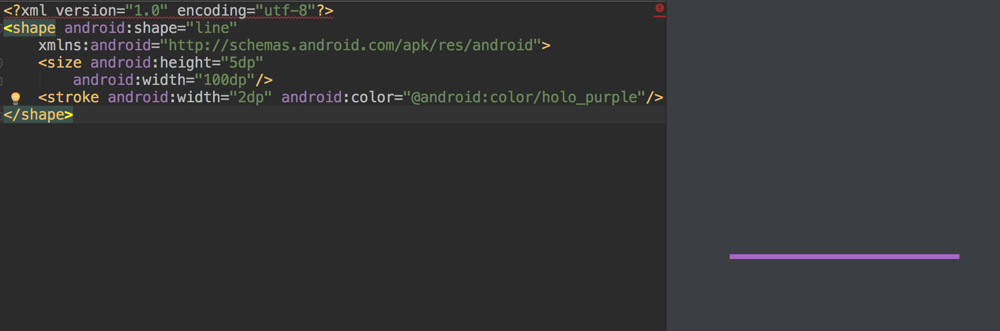 <?xml version="1.0" encoding="utf-8"?>
<shape android:shape="line"
    xmlns:android="http://schemas.android.com/apk/res/android">
    <size android:height="5dp"
        android:width="100dp"/>
    <stroke android:width="2dp" android:color="@android:color/holo_purple"/>
</shape>